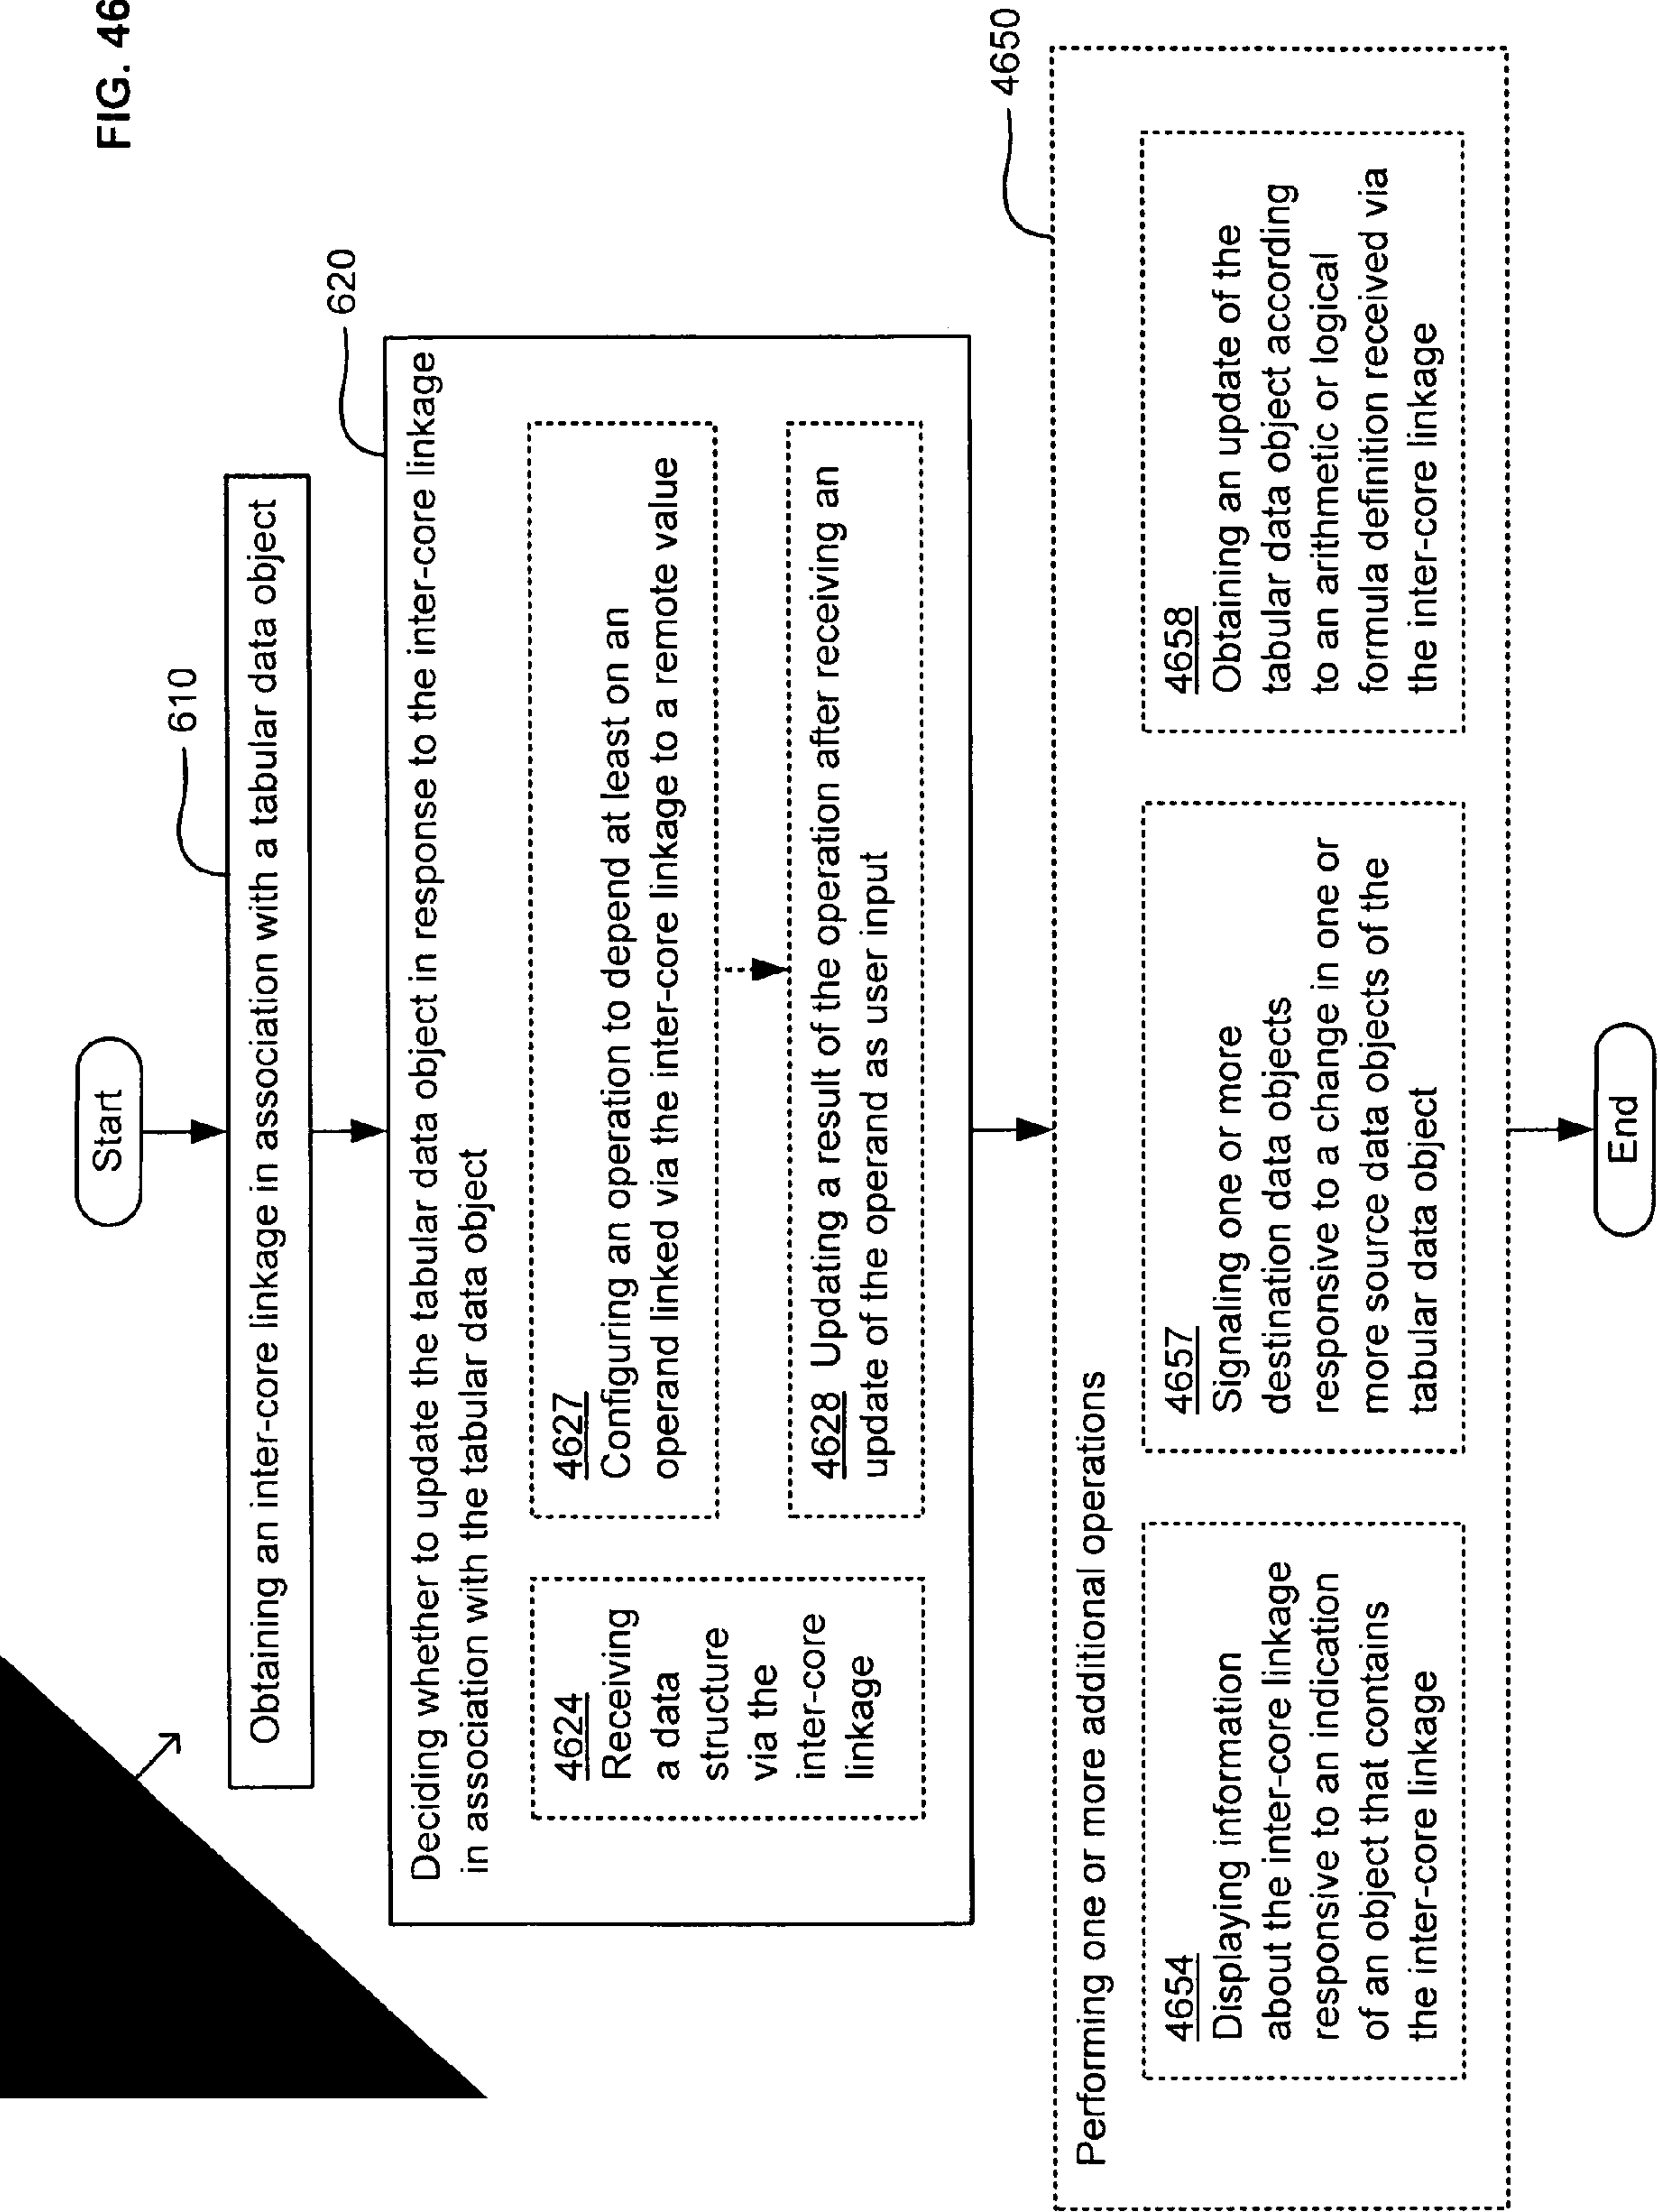 FIG. 46
Start
610
Obtaining an inter-core linkage in association with a tabular data object
620
Deciding whether to update the tabular data object in response to the inter-core linkage
in association with the tabular data object
4624
Receiving
a data
structure
via the
inter-core
linkage
4627
Configuring an operation to depend at least on an
operand linked via the inter-core linkage to a remote value
4628 Updating a result of the operation after receiving an
update of the operand as user input
4650
Performing one or more additional operations
4654
Displaying information
about the inter-core linkage
responsive to an indication
of an object that contains
the inter-core linkage
4657
Signaling one or more
destination data objects
responsive to a change in one or
more source data objects of the
tabular data object
4658
Obtaining an update of the
tabular data object according
to an arithmetic or logical
formula definition received via
the inter-core linkage
End